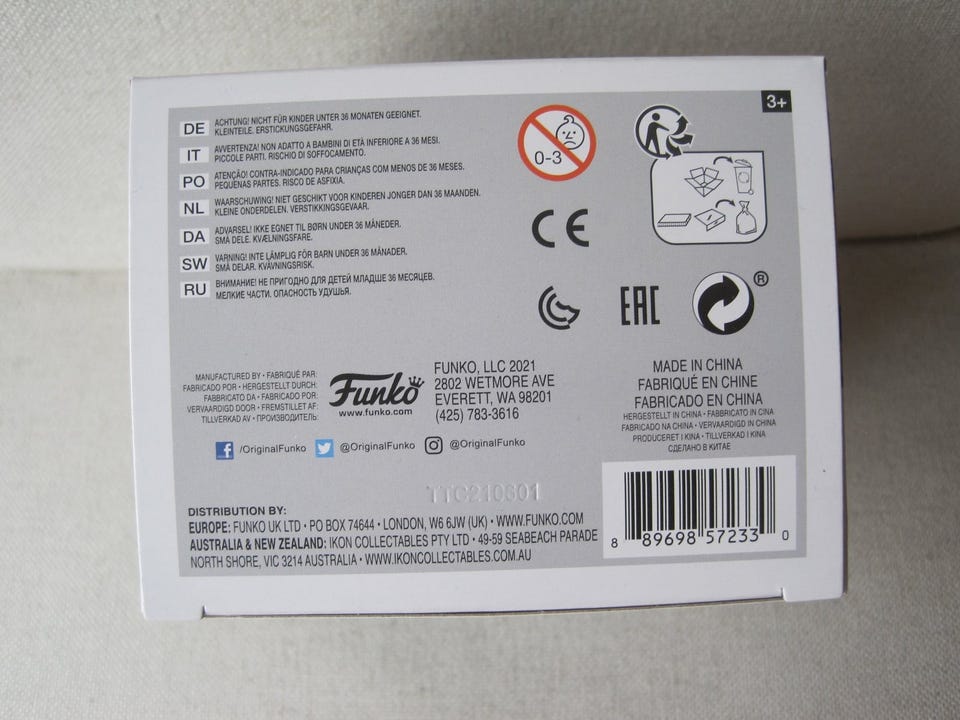 3+
DE ACHTUNG! NICHT FÜR KINDER UNTER 36 MONATEN GEEIGNET.
KLEINTEILE. ERSTICKUNGSGEFAHR.
IT AVVERTENZA! NON ADATTO A BAMBINI DI ETÀ INFERIORE A 36 MESI.
PICCOLE PARTI. RISCHIO DI SOFFOCAMENTO.
PO ATENÇÃO! CONTRA-INDICADO PARA CRIANÇAS COM MENOS DE 36 MESES.
PEQUENAS PARTES. RISCO DE ASFIXIA.
NL WAARSCHUWING! NIET GESCHIKT VOOR KINDEREN JONGER DAN 36 MAANDEN.
KLEINE ONDERDELEN. VERSTIKKINGSGEVAAR.
DA ADVARSEL! IKKE EGNET TIL BØRN UNDER 36 MÅNEDER.
SMÅ DELE. KVÆLNINGSFARE.
SW VARNING! INTE LÄMPLIG FÖR BARN UNDER 36 MÅNADER.
SMÅ DELAR. KVÄVNINGSRISK.
RU ВНИМАНИЕ! НЕ ПРИГОДНО ДЛЯ ДЕТЕЙ МЛАДШЕ 36 МЕСЯЦЕВ.
МЕЛКИЕ ЧАСТИ. ОПАСНОСТЬ УДУШЬЯ.
0-3
CE
EAC
®
MANUFACTURED BY • FABRIQUÉ PAR:
FABRICADO POR • HERGESTELLT DURCH:
FABBRICATO DA • FABRICADO POR:
VERVAARDIGD DOOR • FREMSTILLET AF:
TILLVERKAD AV • ПРОИЗВОДИТЕЛЬ:
Funko
www.funko.com
FUNKO, LLC 2021
2802 WETMORE AVE
EVERETT, WA 98201
(425) 783-3616
MADE IN CHINA
FABRIQUÉ EN CHINE
FABRICADO EN CHINA
HERGESTELLT IN CHINA • FABBRICATO IN CINA
FABRICADO NA CHINA • VERVAARDIGD IN CHINA
PRODUCERET I KINA • TILLVERKAD I KINA
СДЕЛАНО В КИТАЕ
/OriginalFunko @OriginalFunko @OriginalFunko
TTC210601
DISTRIBUTION BY:
EUROPE: FUNKO UK LTD • PO BOX 74644 • LONDON, W6 6JW (UK) • WWW.FUNKO.COM
AUSTRALIA & NEW ZEALAND: IKON COLLECTABLES PTY LTD • 49-59 SEABEACH PARADE
NORTH SHORE, VIC 3214 AUSTRALIA • WWW.IKONCOLLECTABLES.COM.AU
8 89698 57233 0